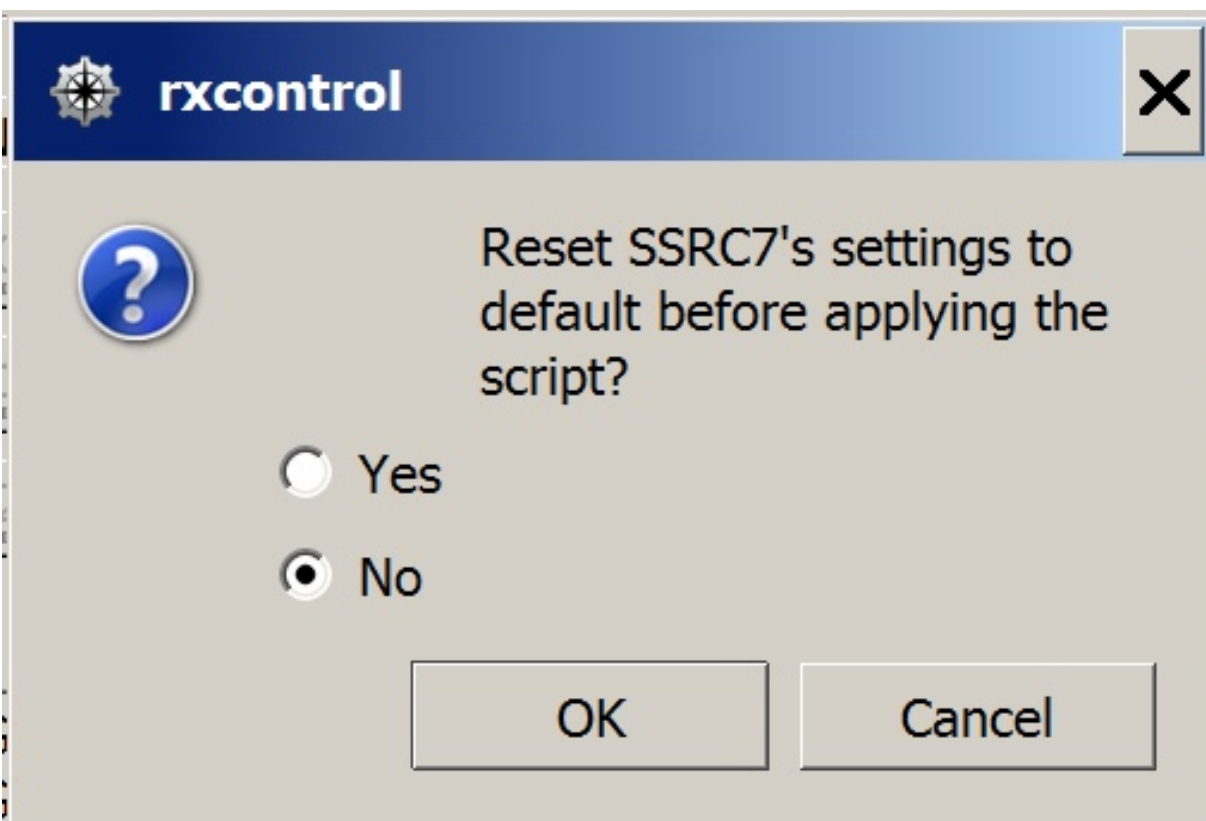 rxcontrol
Reset SSRC7's settings to
default before applying the
script?
Yes
No
OK
Cancel